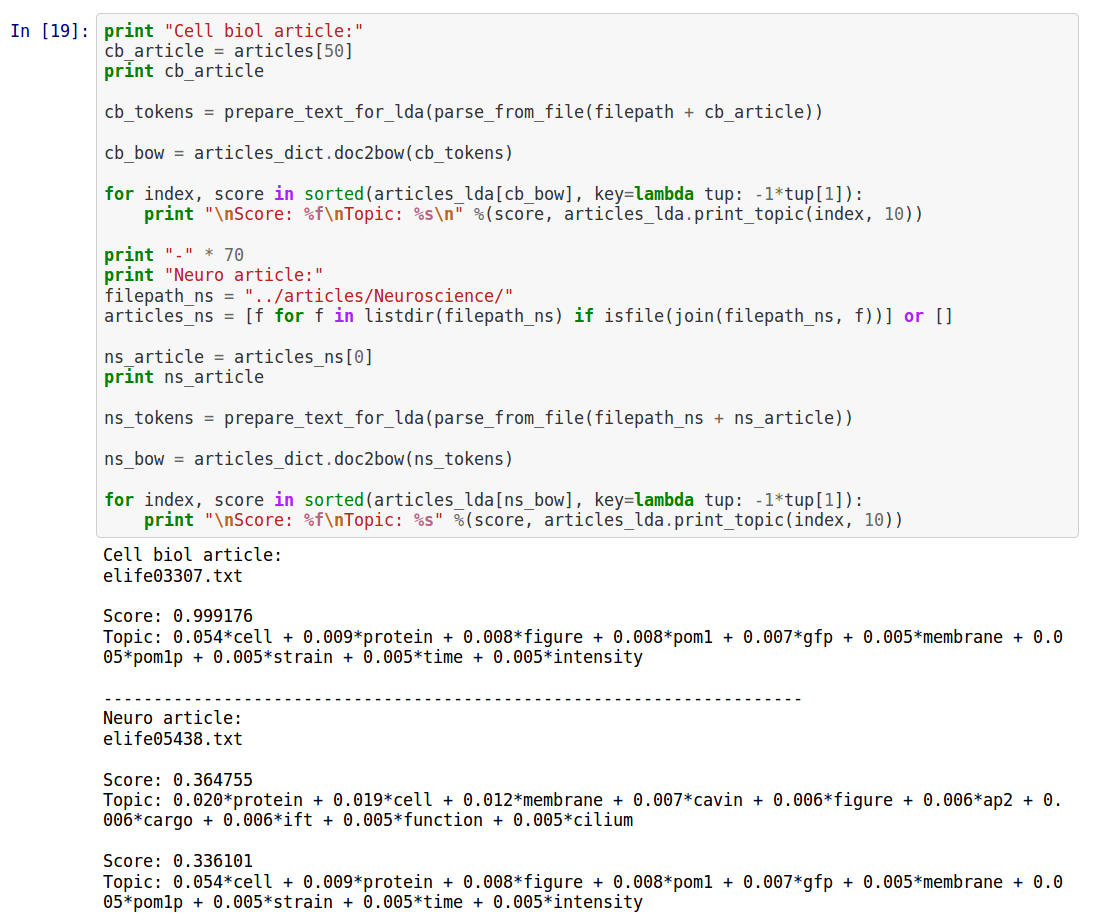 In [19]: print "Cell biol article:"
cb_article = articles[50]
print cb_article

cb_tokens = prepare_text_for_lda(parse_from_file(filepath + cb_article))

cb_bow = articles_dict.doc2bow(cb_tokens)

for index, score in sorted(articles_lda[cb_bow], key=lambda tup: -1*tup[1]):
    print "\nScore: %f\nTopic: %s\n" %(score, articles_lda.print_topic(index, 10))

print "-" * 70
print "Neuro article:"
filepath_ns = "../articles/Neuroscience/"
articles_ns = [f for f in listdir(filepath_ns) if isfile(join(filepath_ns, f))] or []

ns_article = articles_ns[0]
print ns_article

ns_tokens = prepare_text_for_lda(parse_from_file(filepath_ns + ns_article))

ns_bow = articles_dict.doc2bow(ns_tokens)

for index, score in sorted(articles_lda[ns_bow], key=lambda tup: -1*tup[1]):
    print "\nScore: %f\nTopic: %s" %(score, articles_lda.print_topic(index, 10))
Cell biol article:
elife03307.txt

Score: 0.999176
Topic: 0.054*cell + 0.009*protein + 0.008*figure + 0.008*pom1 + 0.007*gfp + 0.005*membrane + 0.0
05*pom1p + 0.005*strain + 0.005*time + 0.005*intensity

----------------------------------------------------------------------
Neuro article:
elife05438.txt

Score: 0.364755
Topic: 0.020*protein + 0.019*cell + 0.012*membrane + 0.007*cavin + 0.006*figure + 0.006*ap2 + 0.
006*cargo + 0.006*ift + 0.005*function + 0.005*cilium

Score: 0.336101
Topic: 0.054*cell + 0.009*protein + 0.008*figure + 0.008*pom1 + 0.007*gfp + 0.005*membrane + 0.0
05*pom1p + 0.005*strain + 0.005*time + 0.005*intensity